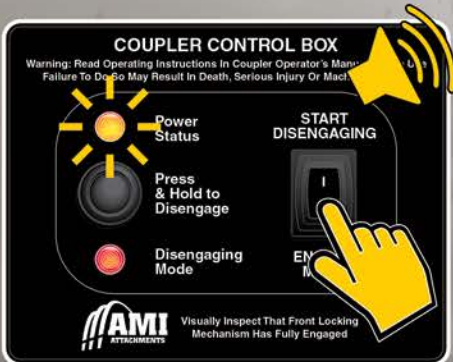 COUPLER CONTROL BOX
Warning: Read Operating Instructions In Coupler Operator's
Failure To Do So May Result In Death, Serious Injury Or
Power
Status
START
DISENGAGING
I
Press
& Hold to
Disengage
Disengaging
Mode
AMI
ATTACHMENTS
Visually Inspect That Front Locking
Mechanism Has Fully Engaged